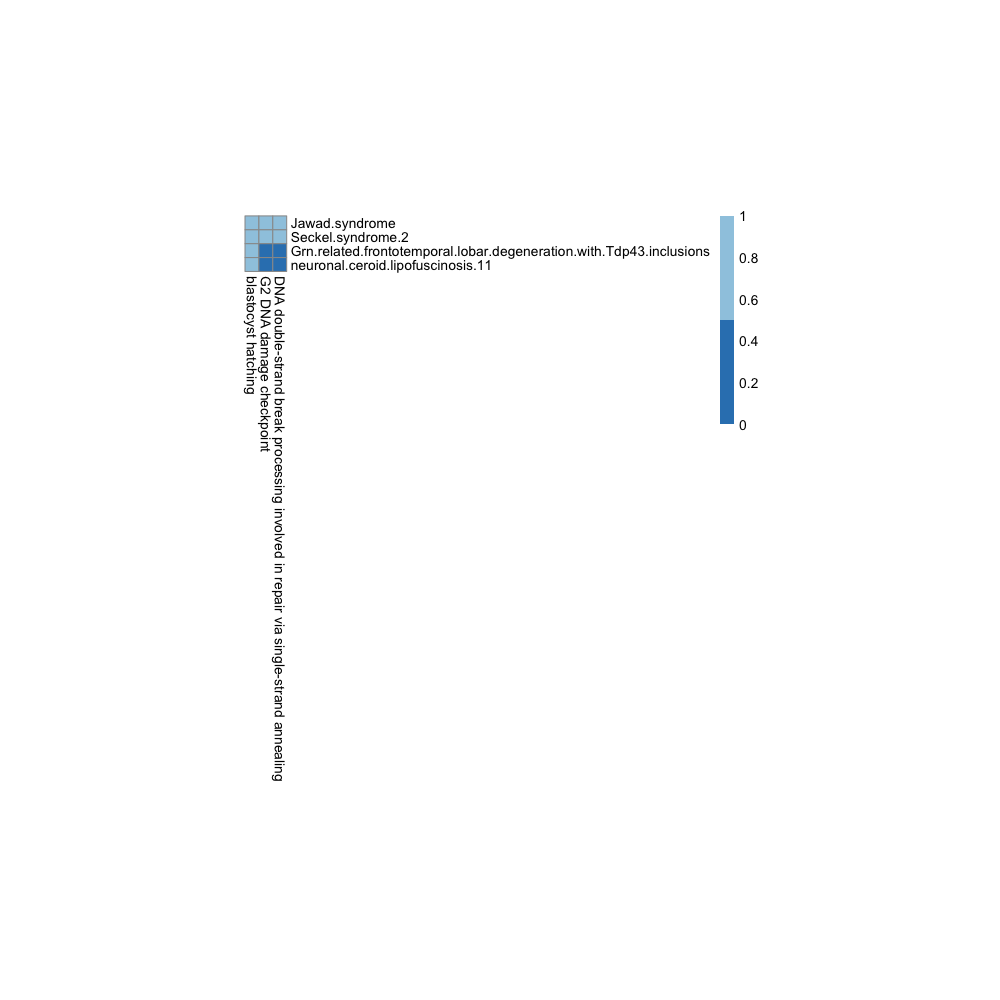 Jawad.syndrome
Seckel.syndrome.2
Grn.related.frontotemporal.lobar.degeneration.with.Tdp43.inclusions
neuronal.ceroid.lipofuscinosis.11
blastocyst hatching
G2 DNA damage checkpoint
DNA double-strand break processing involved in repair via single-strand annealing
1
0.8
0.6
0.4
0.2
0